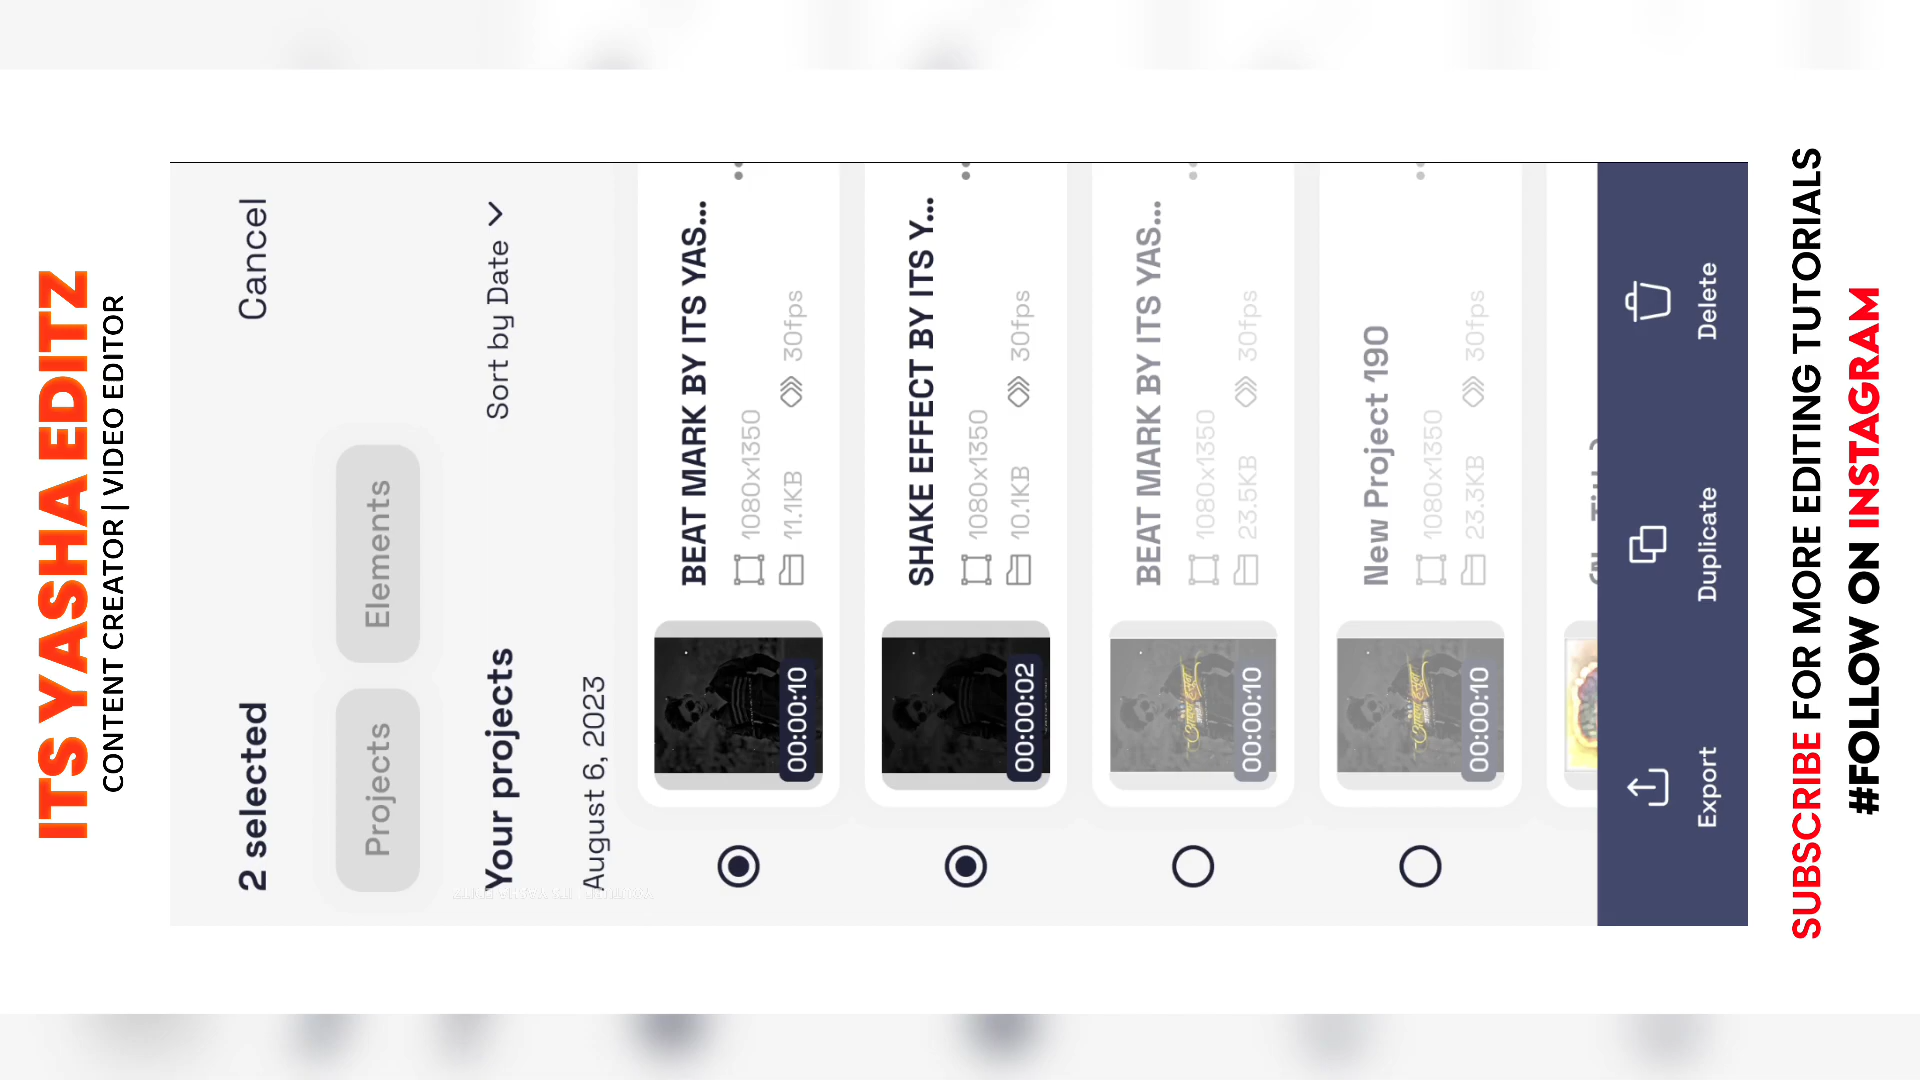 ITS YASHA EDITZ
CONTENT CREATOR | VIDEO EDITOR
2 selected
Cancel
Projects
Elements
Your projects
Sort by Date
August 6, 2023
BEAT MARK BY ITS YAS...
1080x1350
11.1KB
30fps
00:00:10
SHAKE EFFECT BY ITS Y...
1080x1350
10.1KB
30fps
00:00:02
BEAT MARK BY ITS YAS...
1080x1350
23.5KB
30fps
00:00:10
New Project 190
1080x1350
23.3KB
30fps
00:00:10
Export
Duplicate
Delete
SUBSCRIBE FOR MORE EDITING TUTORIALS
#FOLLOW ON INSTAGRAM